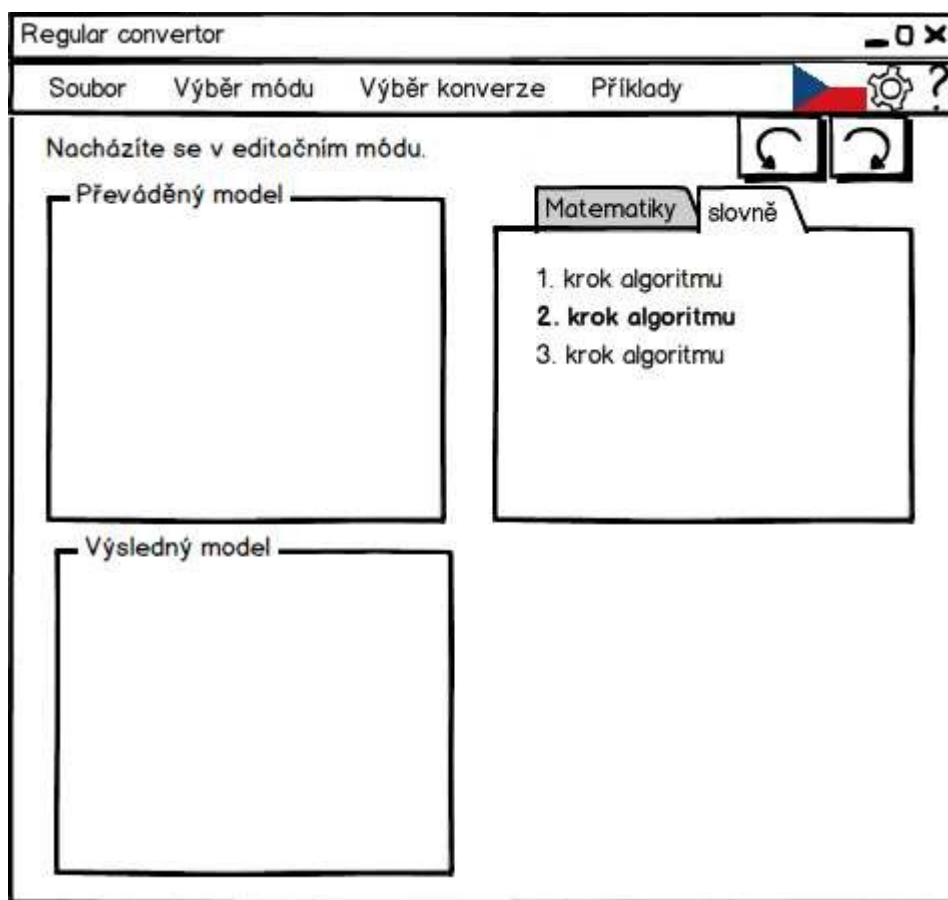 Regular convertor
Soubor Výběr módu Výběr konverze Příklady ?
Nacházíte se v editačním módu.
Převáděný model
Matematiky slovně
1. krok algoritmu
2. krok algoritmu
3. krok algoritmu
Výsledný model